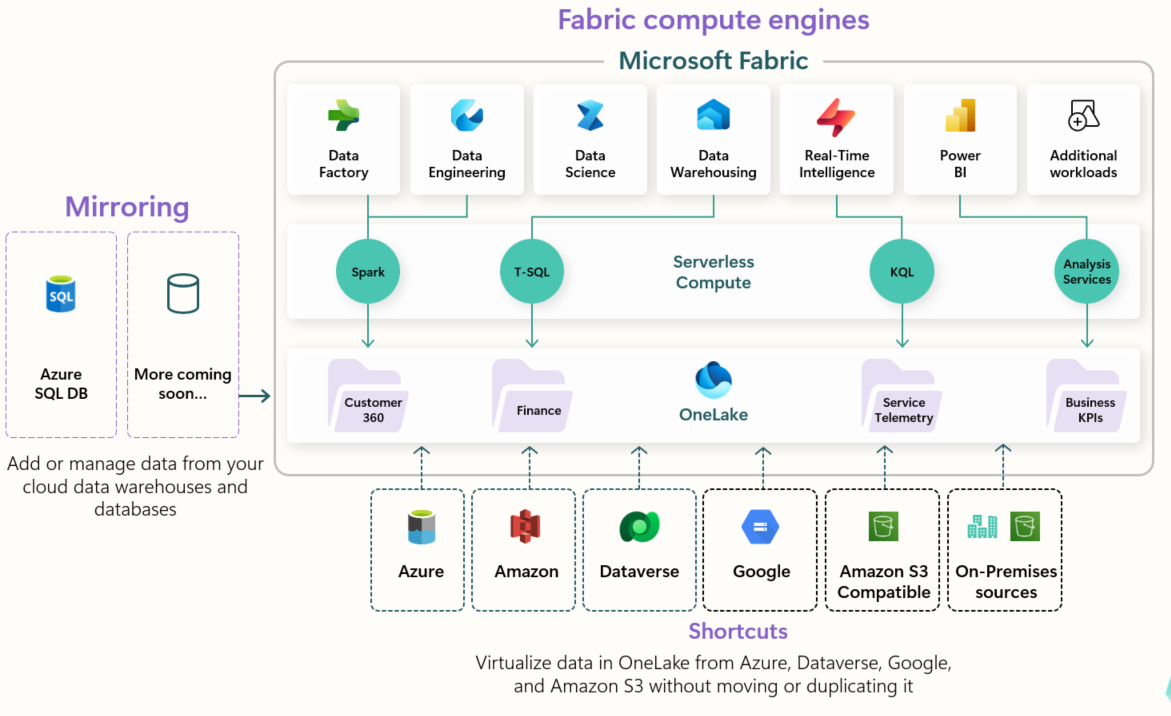 Fabric compute engines
Microsoft Fabric
Data
Factory
Data
Engineering
Data
Science
Data
Warehousing
Real-Time
Intelligence
Power
BI
Additional
workloads
Mirroring
SQL
Azure
SQL DB
More coming
soon...
Add or manage data from your
cloud data warehouses and
databases
Spark
T-SQL
Serverless
Compute
KQL
Analysis
Services
Customer
360
Finance
OneLake
Service
Telemetry
Business
KPIs
Azure
Amazon
Dataverse
Google
Amazon S3
Compatible
On-Premises
sources
Shortcuts
Virtualize data in OneLake from Azure, Dataverse, Google,
and Amazon S3 without moving or duplicating it